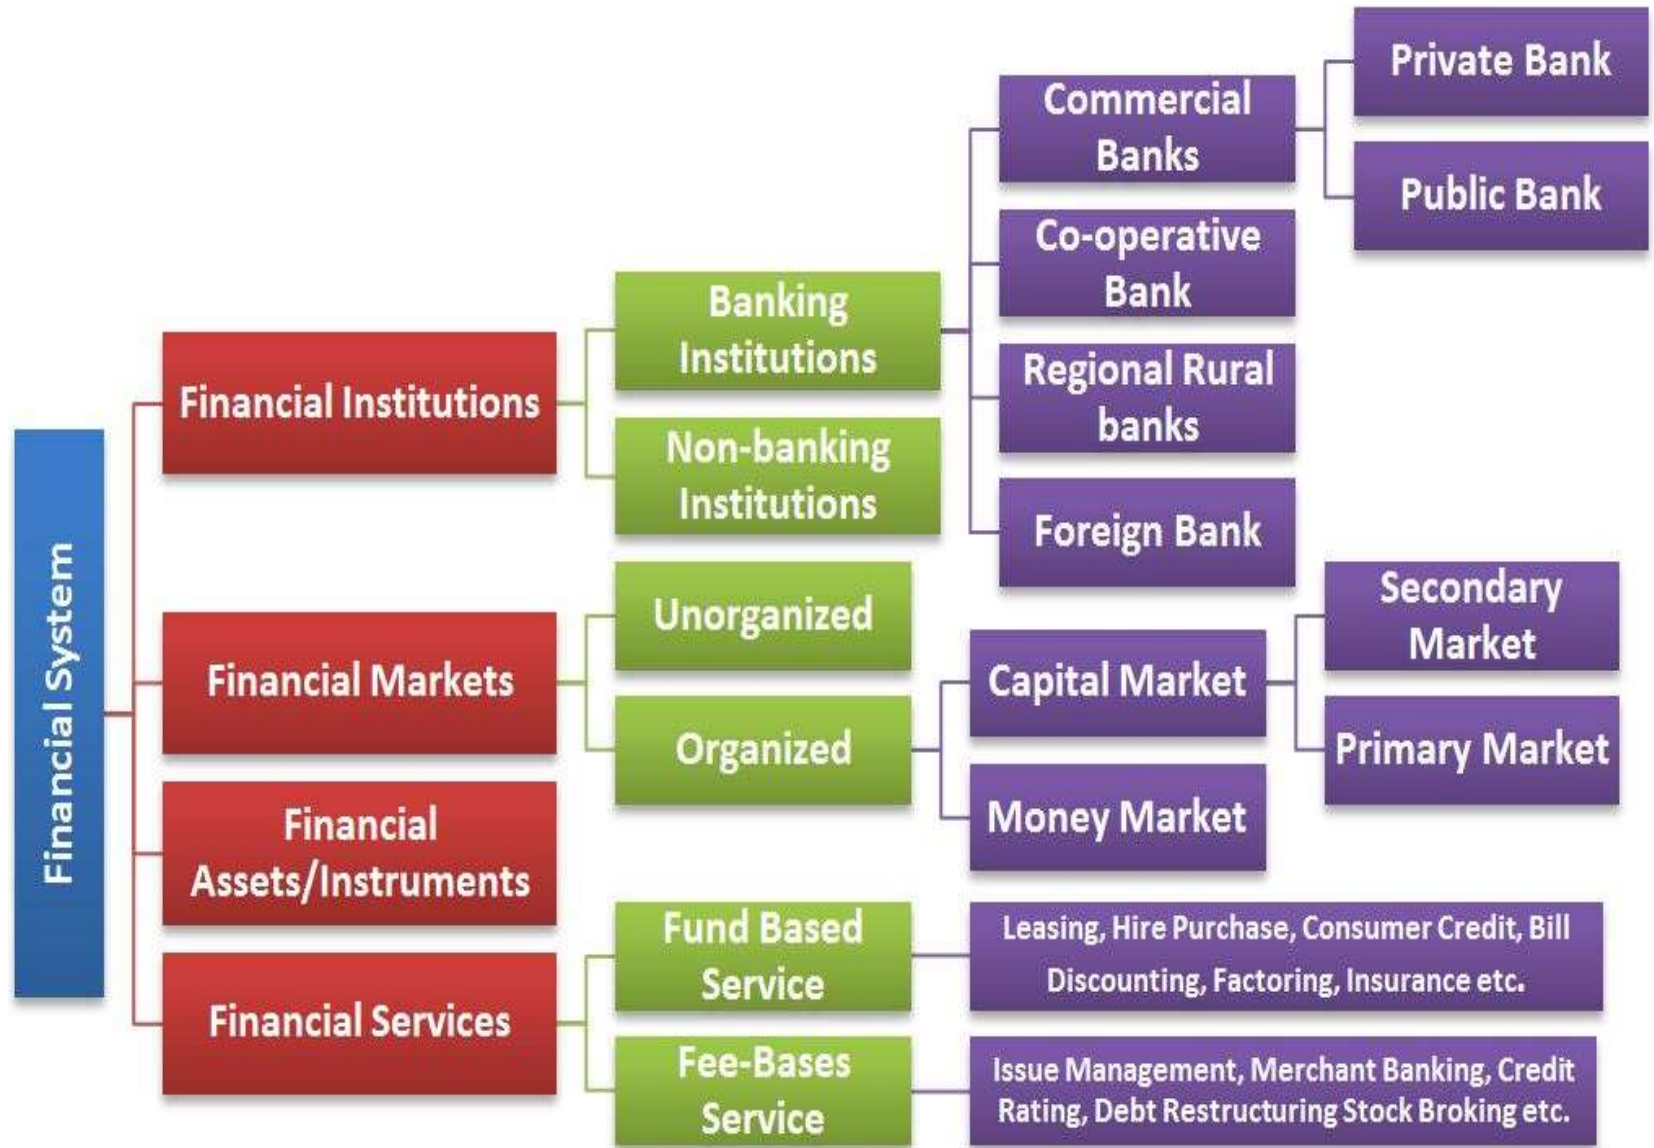 Financial System
Financial Institutions
Banking
Institutions
Commercial
Banks
Private Bank
Public Bank
Co-operative
Bank
Regional Rural
banks
Foreign Bank
Non-banking
Institutions
Financial Markets
Unorganized
Organized
Capital Market
Secondary
Market
Primary Market
Money Market
Financial
Assets/Instruments
Financial Services
Fund Based
Service
Leasing, Hire Purchase, Consumer Credit, Bill
Discounting, Factoring, Insurance etc.
Fee-Bases
Service
Issue Management, Merchant Banking, Credit
Rating, Debt Restructuring Stock Broking etc.